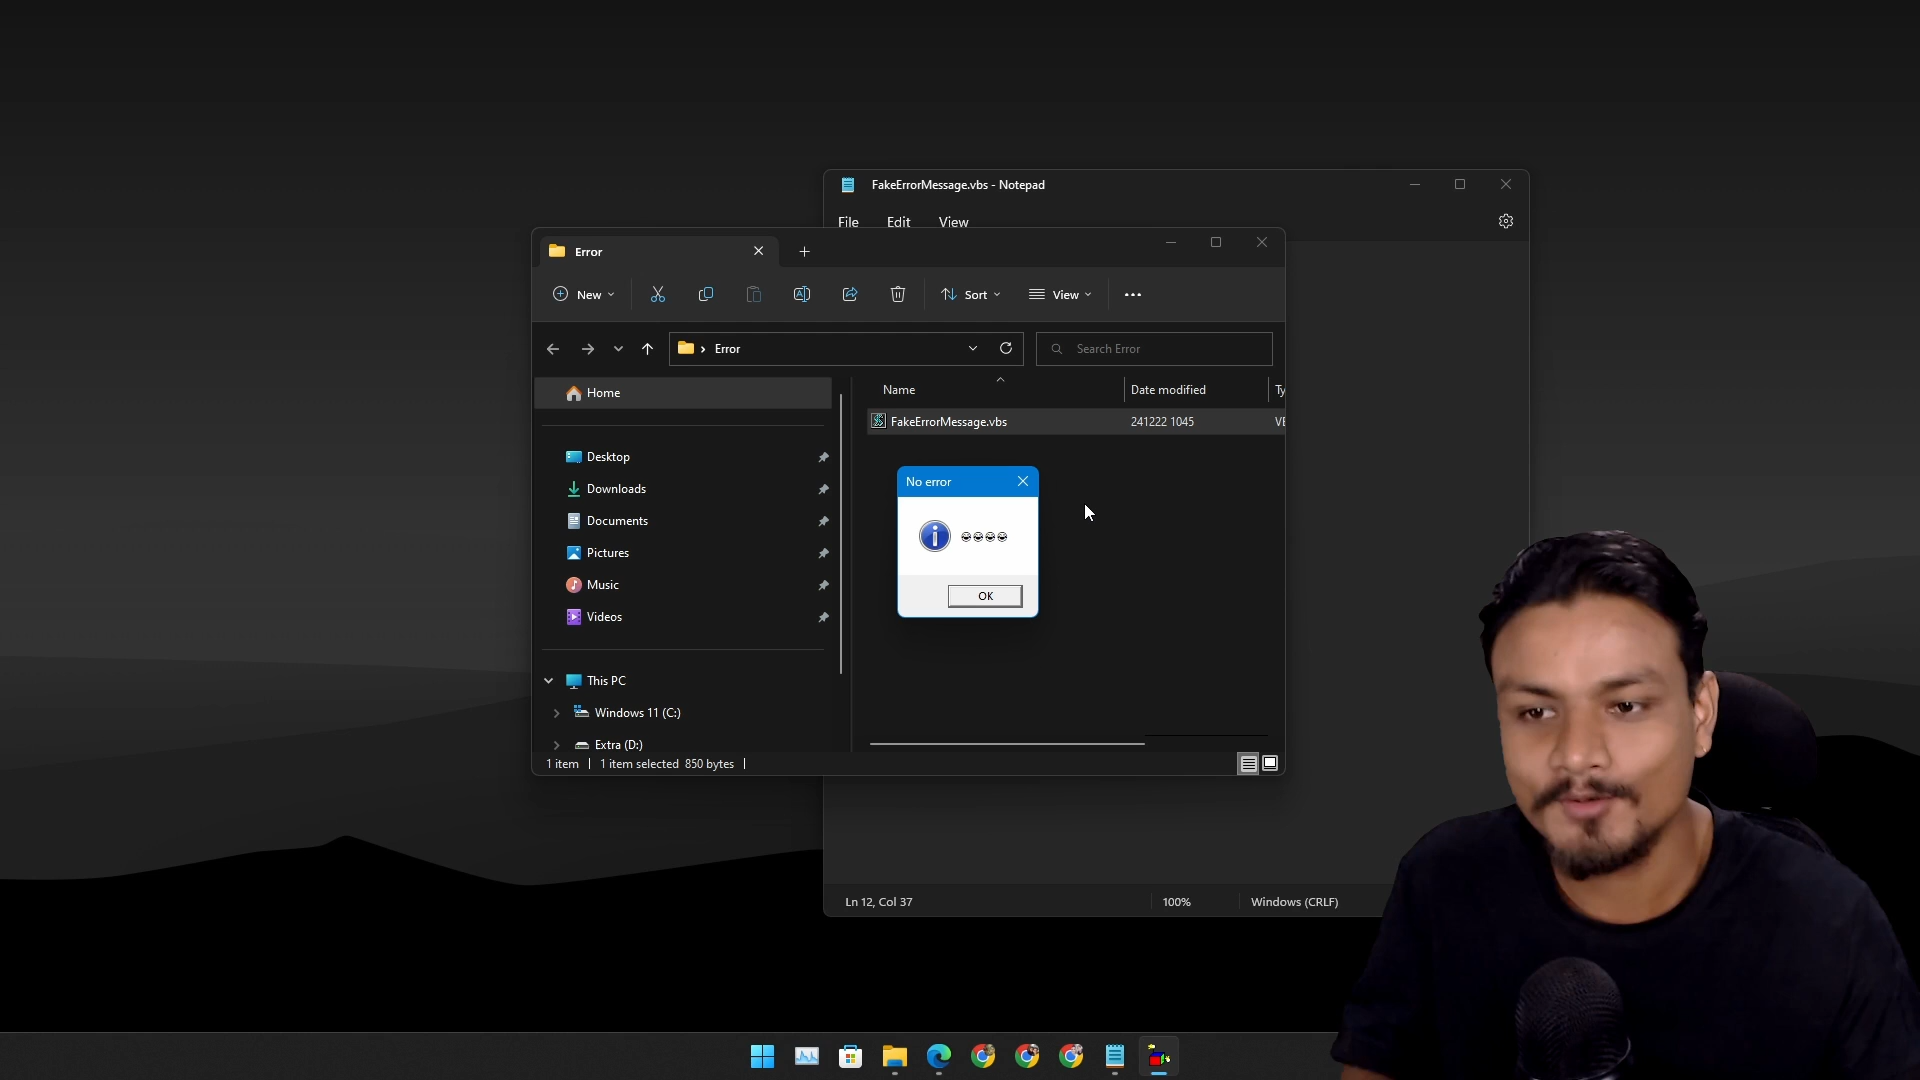 FakeErrorMessage.vbs - Notepad
File Edit View
Error
New
Sort
View
Error
Search Error
Name Date modified Ty
Home
FakeErrorMessage.vbs 241222 1045 VB
Desktop
No error
Downloads
Documents
😂😂😂😂
Pictures
Music
OK
Videos
This PC
Windows 11 (C:)
Extra (D:)
1 item 1 item selected 850 bytes
Ln 12, Col 37 100% Windows (CRLF)